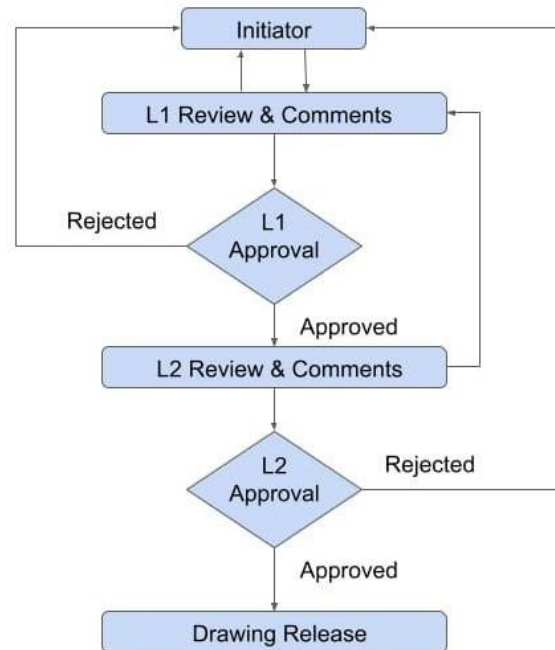 Initiator
L1 Review & Comments
Rejected
L1
Approval
Approved
L2 Review & Comments
L2
Approval
Rejected
Approved
Drawing Release